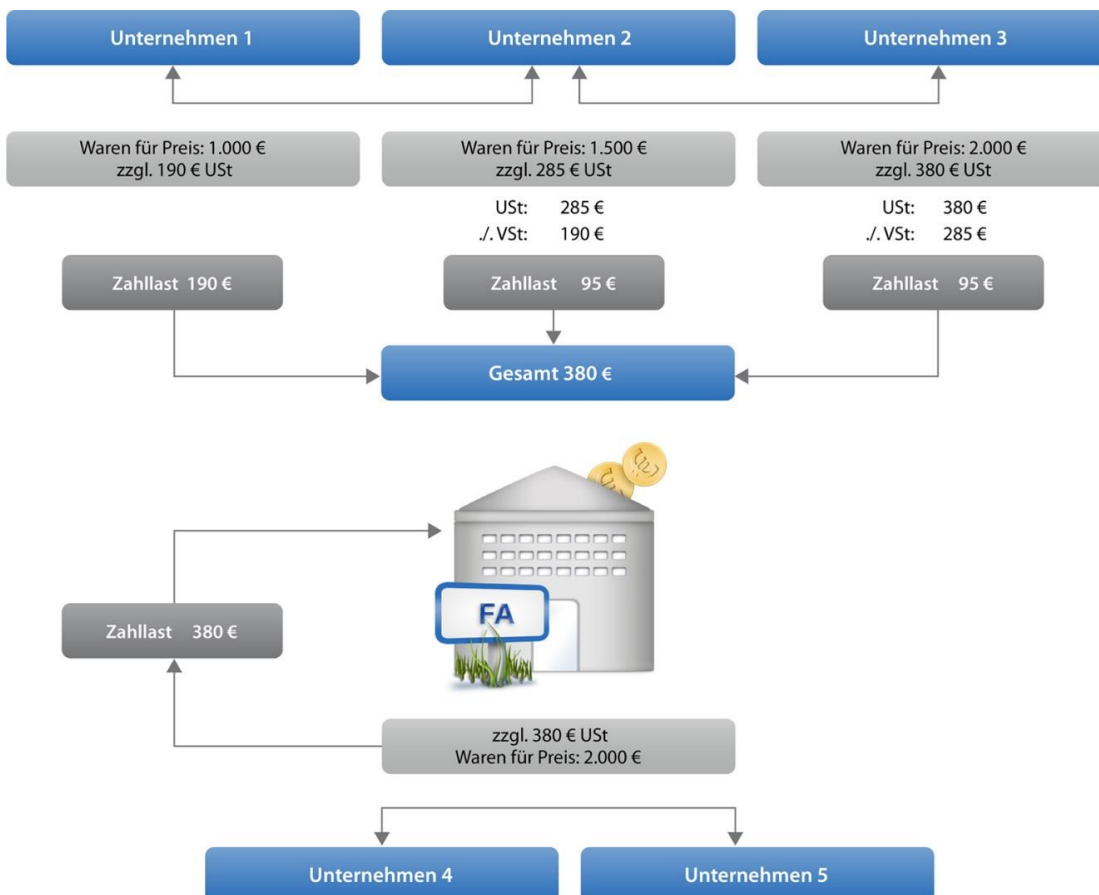 Unternehmen 1
Unternehmen 2
Unternehmen 3
Waren für Preis: 1.000 €
zzgl. 190 € USt
Waren für Preis: 1.500 €
zzgl. 285 € USt
Waren für Preis: 2.000 €
zzgl. 380 € USt
USt: 285 €
./. VSt: 190 €
USt: 380 €
./. VSt: 285 €
Zahllast 190 €
Zahllast 95 €
Zahllast 95 €
Gesamt 380 €
FA
Zahllast 380 €
zzgl. 380 € USt
Waren für Preis: 2.000 €
Unternehmen 4
Unternehmen 5